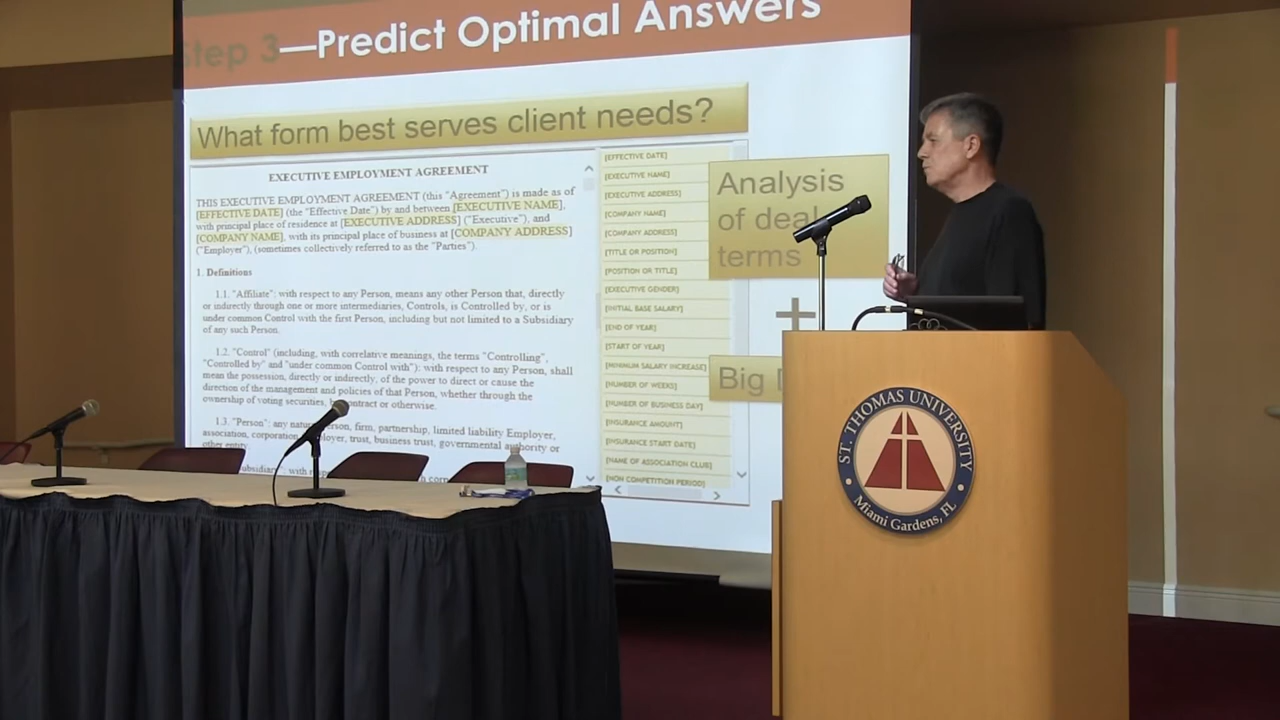 Step 3—Predict Optimal Answers
What form best serves client needs?
EXECUTIVE EMPLOYMENT AGREEMENT
THIS EXECUTIVE EMPLOYMENT AGREEMENT (this "Agreement") is made as of
[EFFECTIVE DATE] (the "Effective Date") by and between [EXECUTIVE NAME],
with principal place of residence at [EXECUTIVE ADDRESS] ("Executive"), and
[COMPANY NAME], with its principal place of business at [COMPANY ADDRESS]
("Employer"), (sometimes collectively referred to as the "Parties").
1. Definitions
1.1. "Affiliate": with respect to any Person, means any other Person that, directly
or indirectly through one or more intermediaries, Controls, is Controlled by, or is
under common Control with the first Person, including but not limited to a Subsidiary
of any such Person.
1.2. "Control" (including, with correlative meanings, the terms "Controlling",
"Controlled by" and "under common Control with"): with respect to any Person, shall
mean the possession, directly or indirectly, of the power to direct or cause the
direction of the management and policies of that Person, whether through the
ownership of voting securities, by contract or otherwise.
1.3. "Person": any natural person, firm, partnership, limited liability Employer,
association, corporation, employer, trust, business trust, governmental authority or
other entity.
[EFFECTIVE DATE]
[EXECUTIVE NAME]
[EXECUTIVE ADDRESS]
[COMPANY NAME]
[COMPANY ADDRESS]
[TITLE OR POSITION]
[POSITION OR TITLE]
[EXECUTIVE GENDER]
[INITIAL BASE SALARY]
[END OF YEAR]
[START OF YEAR]
[MINIMUM SALARY INCREASE]
[NUMBER OF WEEKS]
[NUMBER OF BUSINESS DAY]
[INSURANCE AMOUNT]
[INSURANCE START DATE]
[NAME OF ASSOCIATION CLUB]
[NON COMPETITION PERIOD]
Analysis
of deal
terms
+
Big
ST. THOMAS UNIVERSITY
Miami Gardens, FL